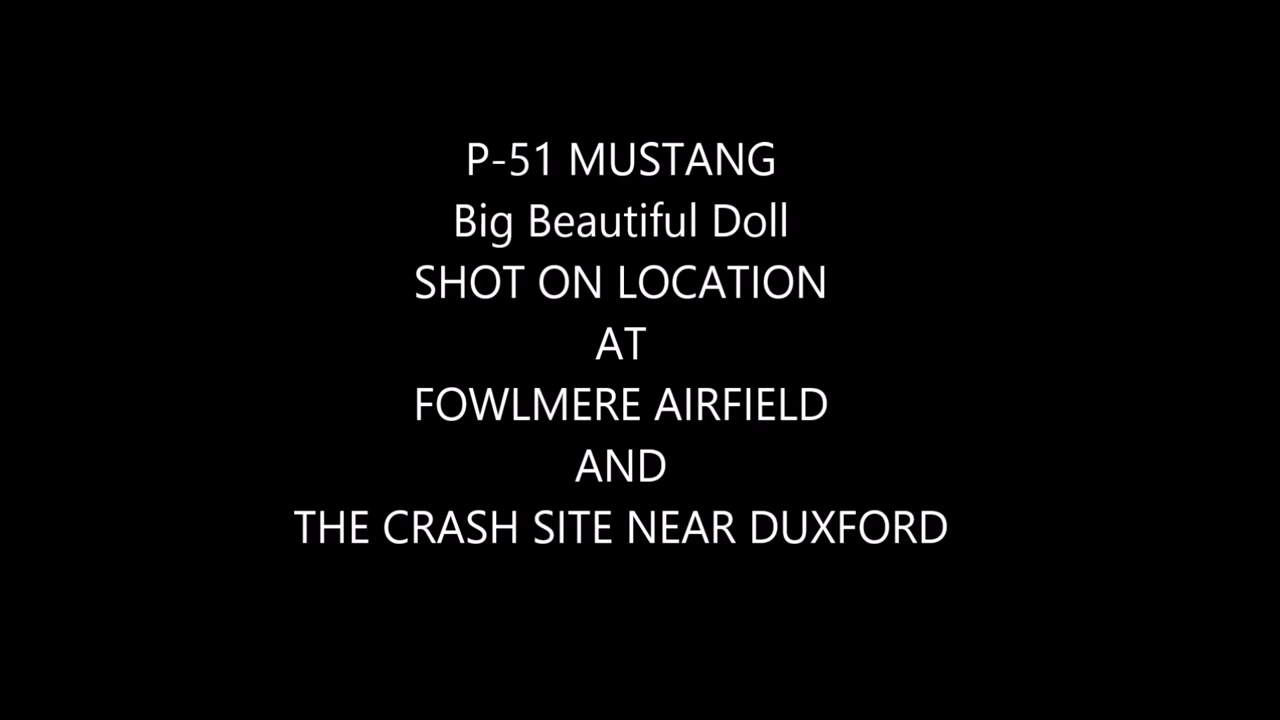 P-51 MUSTANG
Big Beautiful Doll
SHOT ON LOCATION
AT
FOWLMERE AIRFIELD
AND
THE CRASH SITE NEAR DUXFORD